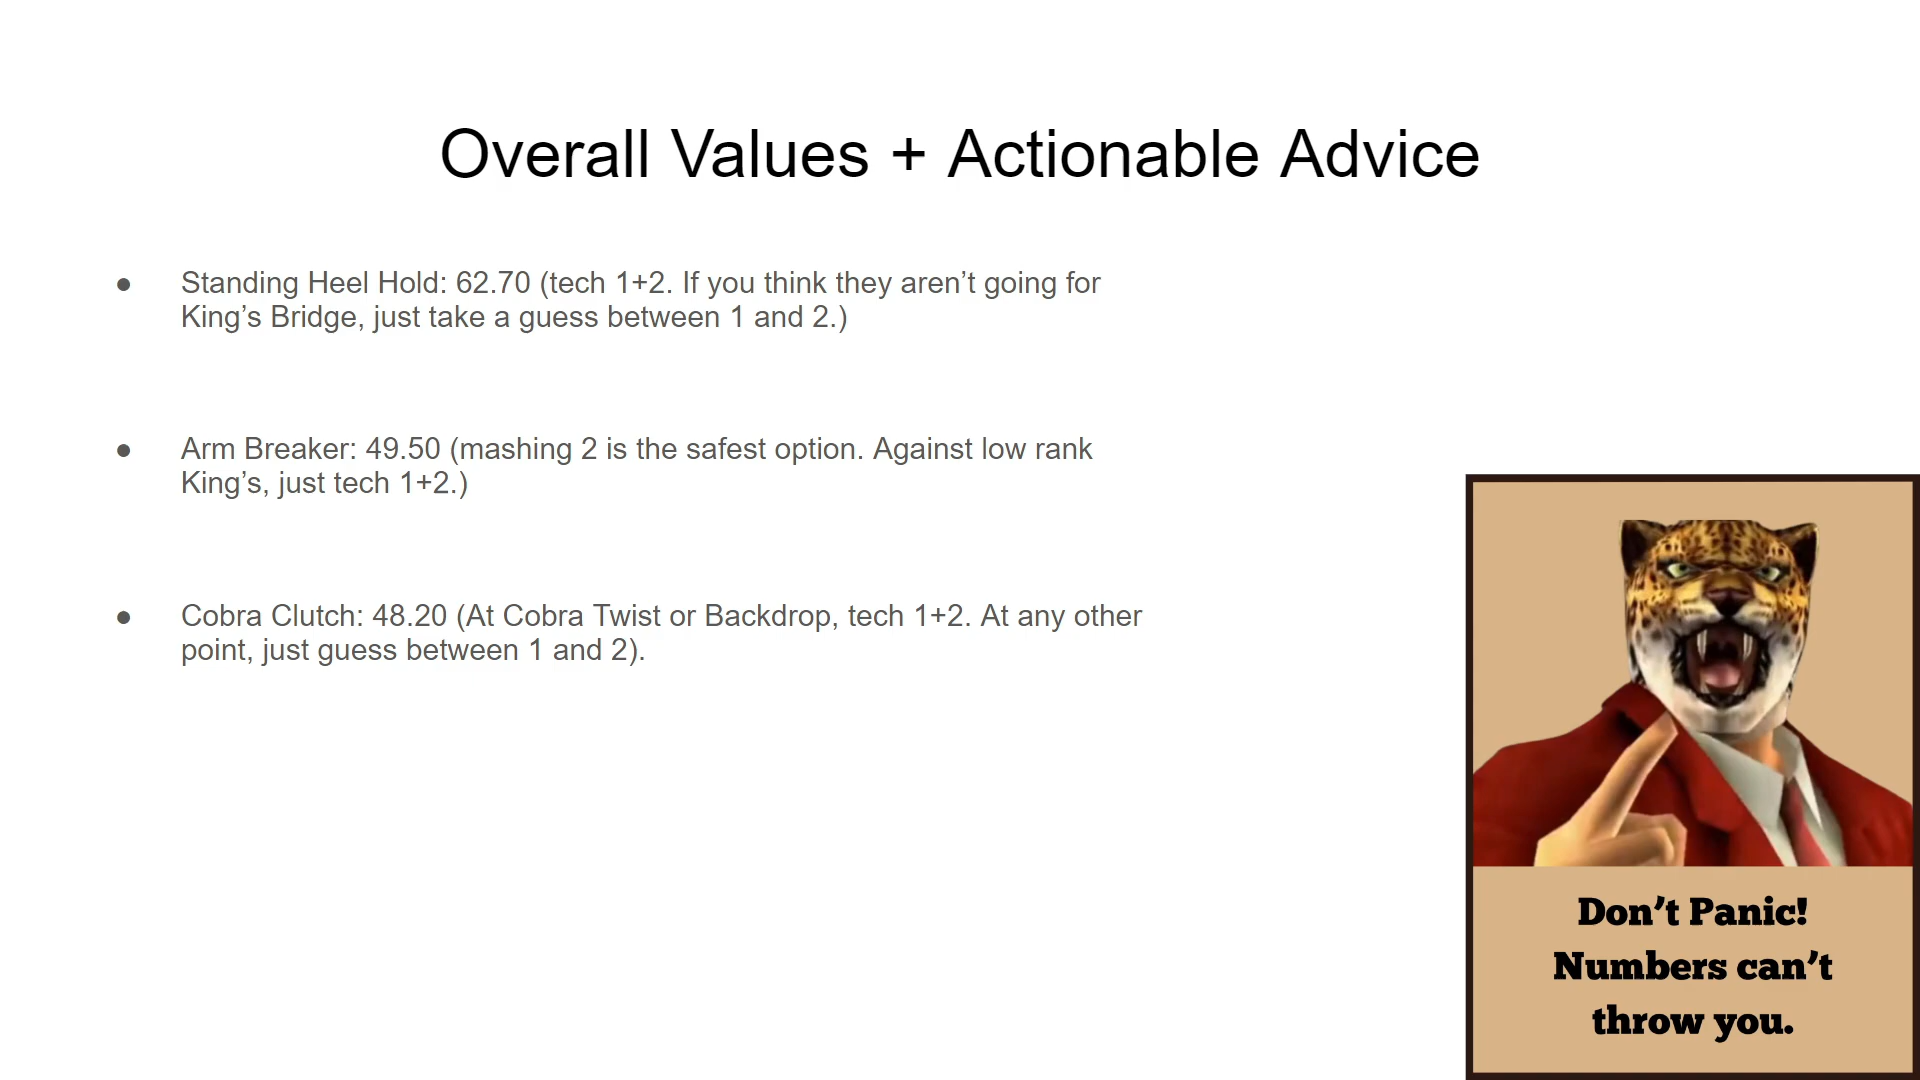 Overall Values + Actionable Advice
● Standing Heel Hold: 62.70 (tech 1+2. If you think they aren’t going for
King’s Bridge, just take a guess between 1 and 2.)
● Arm Breaker: 49.50 (mashing 2 is the safest option. Against low rank
King’s, just tech 1+2.)
● Cobra Clutch: 48.20 (At Cobra Twist or Backdrop, tech 1+2. At any other
point, just guess between 1 and 2).
Don’t Panic!
Numbers can’t
throw you.